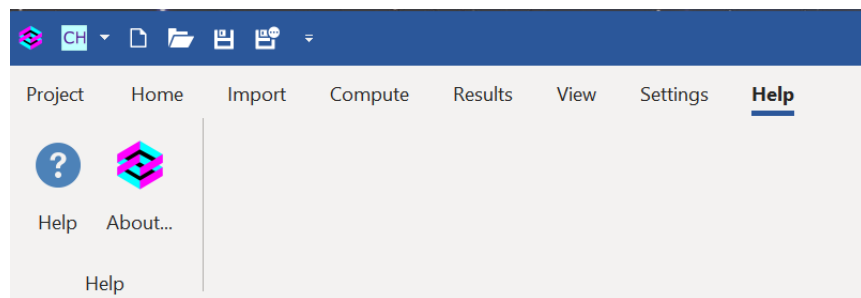 CH
Project Home Import Compute Results View Settings Help
? 
Help About...
Help